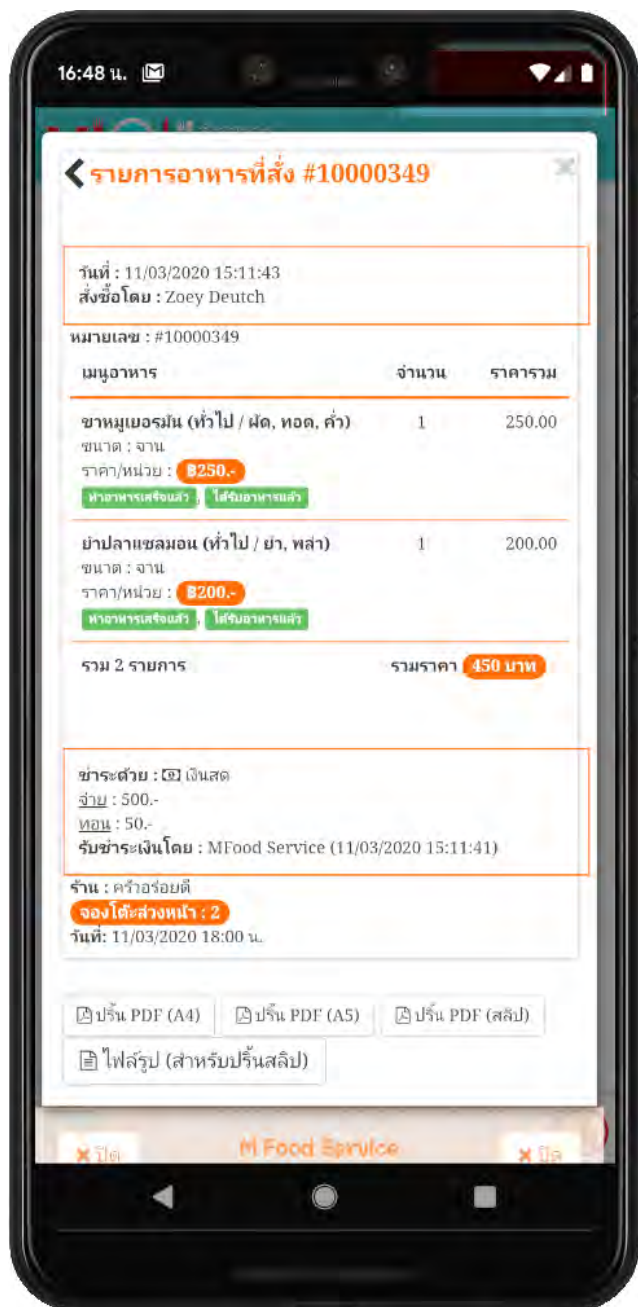 16:48 น.
รายการอาหารที่สั่ง #10000349
วันที่ : 11/03/2020 15:11:43
สั่งซื้อโดย : Zoey Deutch
หมายเลข : #10000349
เมนูอาหาร จำนวน ราคารวม
ขาหมูเยอรมัน (ทั่วไป / ผัด, ทอด, คั่ว) 1 250.00
ขนาด : จาน
ราคา/หน่วย : ฿250.-
ทำอาหารเสร็จแล้ว , ได้รับอาหารแล้ว
ยำปลาแซลมอน (ทั่วไป / ยำ, พล่า) 1 200.00
ขนาด : จาน
ราคา/หน่วย : ฿200.-
ทำอาหารเสร็จแล้ว , ได้รับอาหารแล้ว
รวม 2 รายการ รวมราคา 450 บาท
ชำระด้วย : เงินสด
จ่าย : 500.-
ทอน : 50.-
รับชำระเงินโดย : MFood Service (11/03/2020 15:11:41)
ร้าน : ครัวอร่อยดี
จองโต๊ะล่วงหน้า : 2
วันที่: 11/03/2020 18:00 น.
ปริ้น PDF (A4) ปริ้น PDF (A5) ปริ้น PDF (สลิป)
ไฟล์รูป (สำหรับปริ้นสลิป)
ปิด M Food Service ปิด